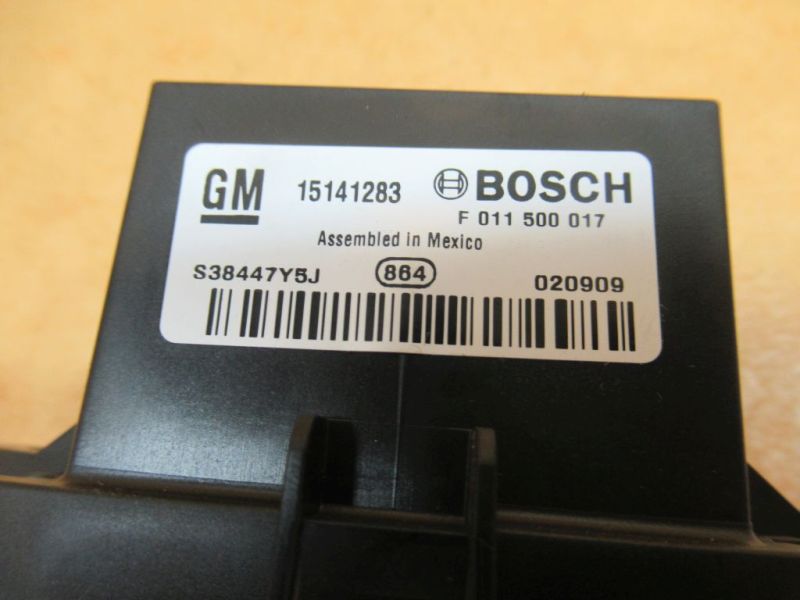 GM 15141283 BOSCH
F 011 500 017
Assembled in Mexico
S38447Y5J 864 020909